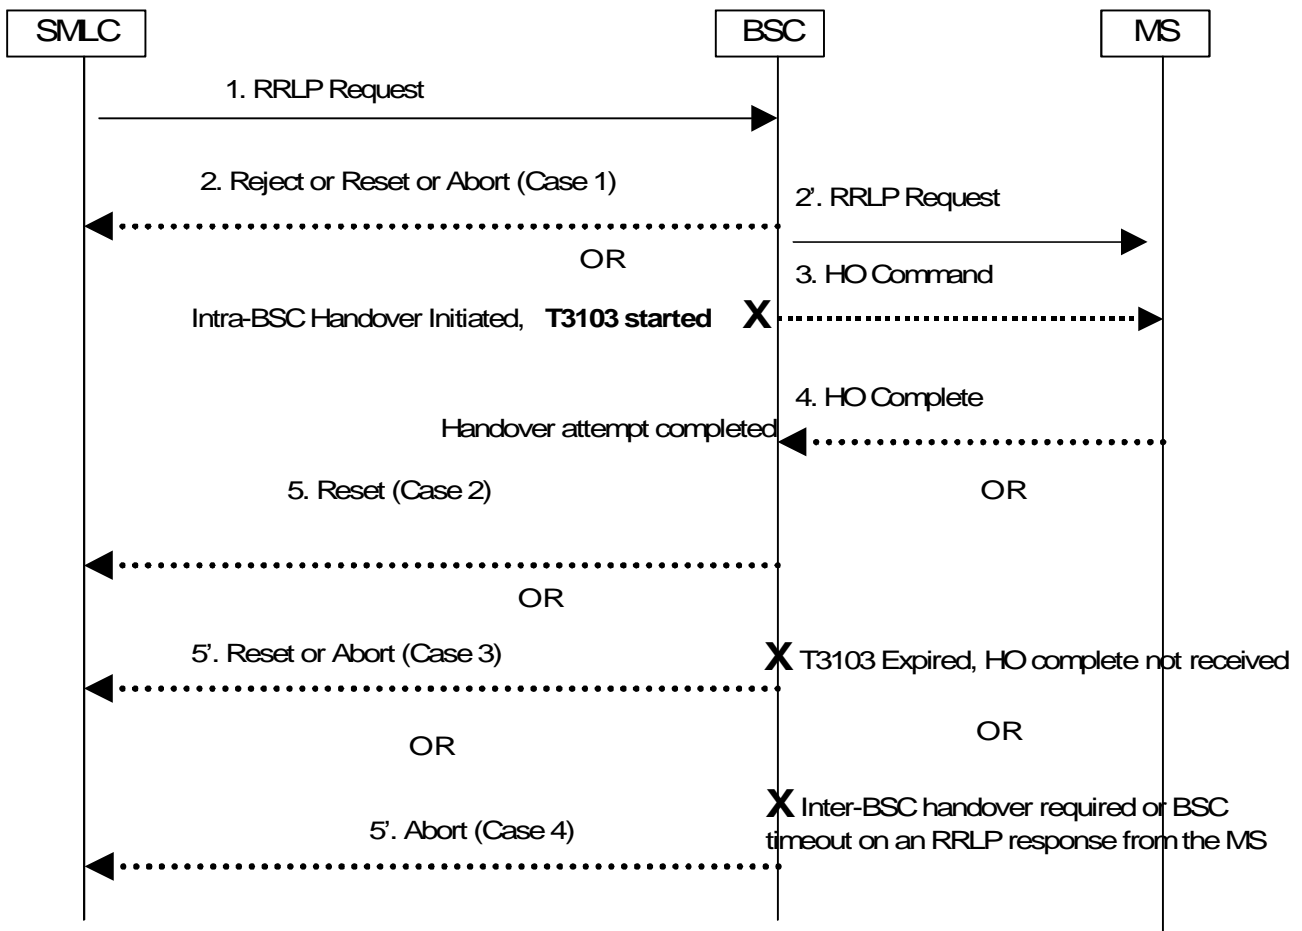 SMLC
BSC
MS
1. RRLP Request
2. Reject or Reset or Abort (Case 1)
2’. RRLP Request
OR
3. HO Command
Intra-BSC Handover Initiated, T3103 started X
4. HO Complete
Handover attempt completed
5. Reset (Case 2)
OR
OR
5’. Reset or Abort (Case 3)
X T3103 Expired, HO complete not received
OR
OR
X Inter-BSC handover required or BSC
timeout on an RRLP response from the MS
5’. Abort (Case 4)